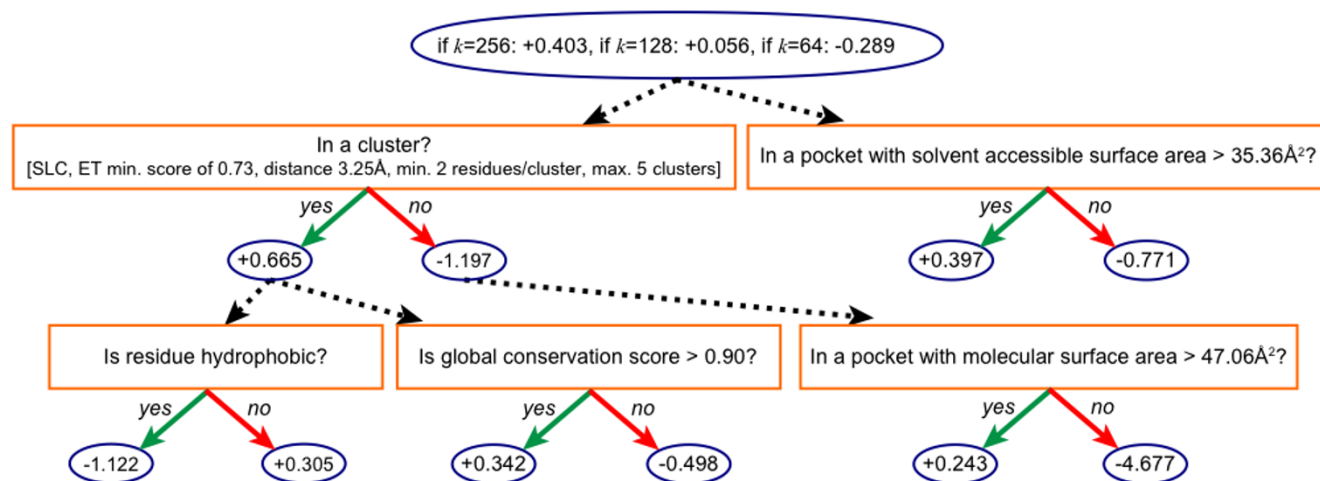 if k=256: +0.403, if k=128: +0.056, if k=64: -0.289
In a cluster?
[SLC, ET min. score of 0.73, distance 3.25Å, min. 2 residues/cluster, max. 5 clusters]
In a pocket with solvent accessible surface area > 35.36Å²?
yes
no
yes
no
+0.665
-1.197
+0.397
-0.771
Is residue hydrophobic?
Is global conservation score > 0.90?
In a pocket with molecular surface area > 47.06Å²?
yes
no
yes
no
yes
no
-1.122
+0.305
+0.342
-0.498
+0.243
-4.677